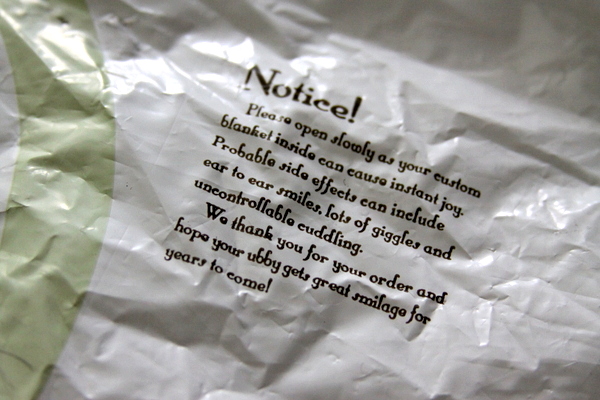 Notice!
Please open slowly as your custom
blanket inside can cause instant joy.
Probable side effects can include
ear to ear smiles, lots of giggles and
uncontrollable cuddling.
We thank you for your order and
hope your ubby gets great smilage for
years to come!